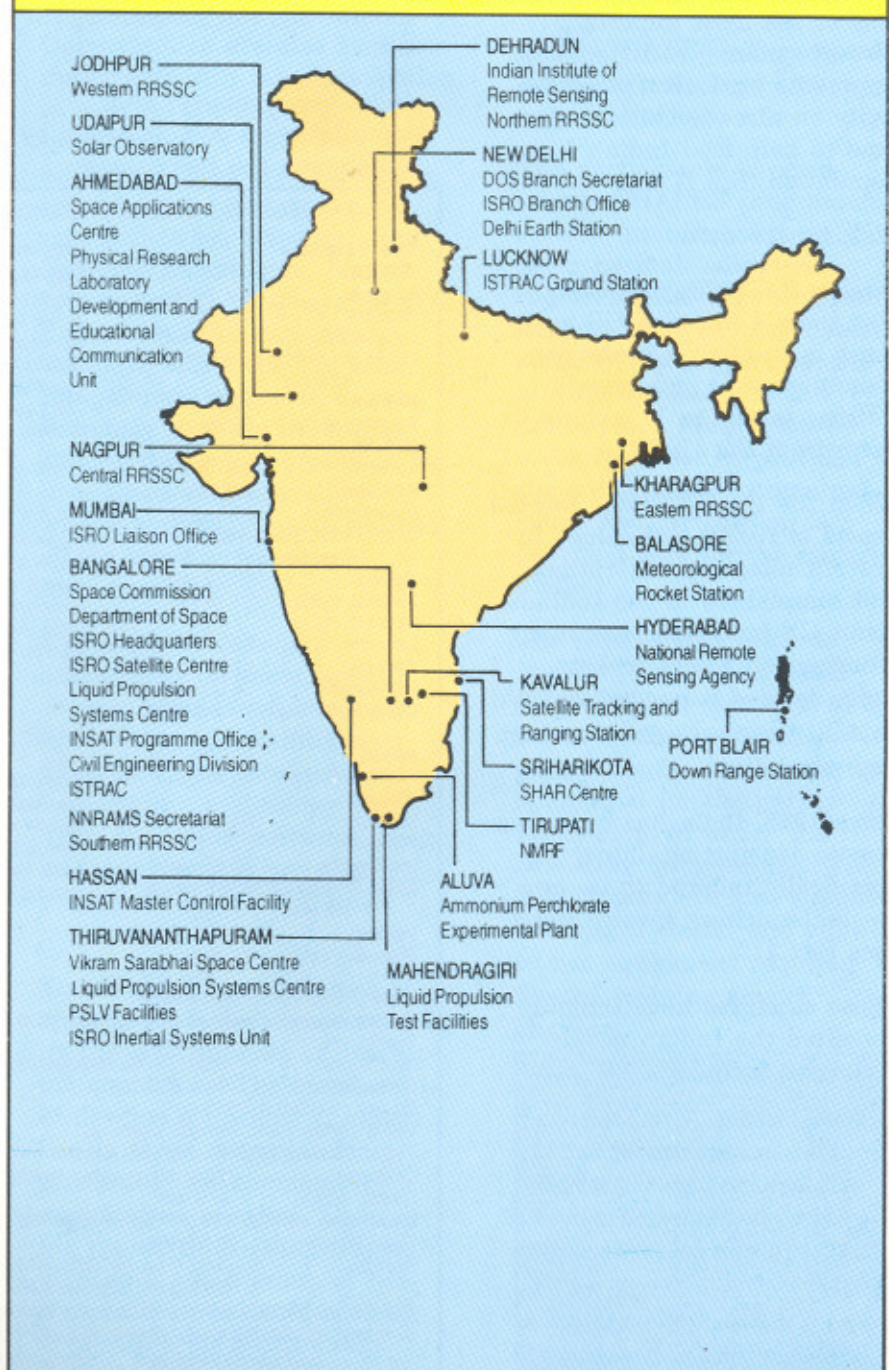 JODHPUR
Western RRSSC
UDAIPUR
Solar Observatory
AHMEDABAD
Space Applications
Centre
Physical Research
Laboratory
Development and
Educational
Communication
Unit
NAGPUR
Central RRSSC
MUMBAI
ISRO Liaison Office
BANGALORE
Space Commission
Department of Space
ISRO Headquarters
ISRO Satellite Centre
Liquid Propulsion
Systems Centre
INSAT Programme Office
Civil Engineering Division
ISTRAC
NNRAMS Secretariat
Southern RRSSC
HASSAN
INSAT Master Control Facility
THIRUVANANTHAPURAM
Vikram Sarabhai Space Centre
Liquid Propulsion Systems Centre
PSLV Facilities
ISRO Inertial Systems Unit
DEHRADUN
Indian Institute of
Remote Sensing
Northern RRSSC
NEW DELHI
DOS Branch Secretariat
ISRO Branch Office
Delhi Earth Station
LUCKNOW
ISTRAC Ground Station
KHARAGPUR
Eastern RRSSC
BALASORE
Meteorological
Rocket Station
HYDERABAD
National Remote
Sensing Agency
KAVALUR
Satellite Tracking and
Ranging Station
SRIHARIKOTA
SHAR Centre
TIRUPATI
NMRF
PORT BLAIR
Down Range Station
ALUVA
Ammonium Perchlorate
Experimental Plant
MAHENDRAGIRI
Liquid Propulsion
Test Facilities